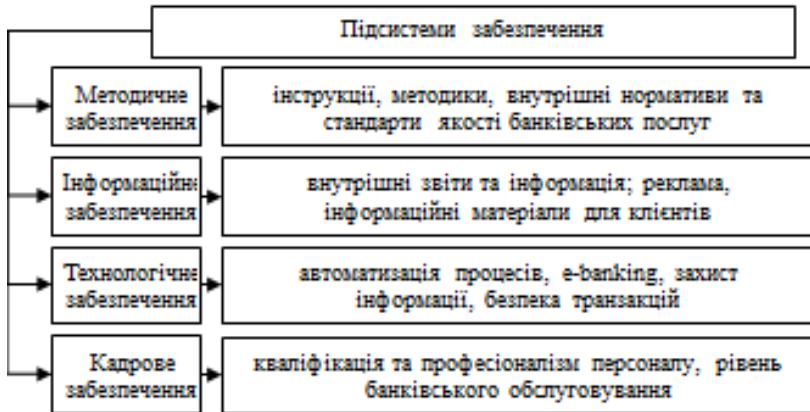 Підсистеми забезпечення
Методичне
забезпечення
інструкції, методики, внутрішні нормативи та
стандарти якості банківських послуг
Інформаційне
забезпечення
внутрішні звіти та інформація; реклама,
інформаційні матеріали для клієнтів
Технологічне
забезпечення
автоматизація процесів, e-banking, захист
інформації, безпека транзакцій
Кадрове
забезпечення
кваліфікація та професіоналізм персоналу, рівень
банківського обслуговування